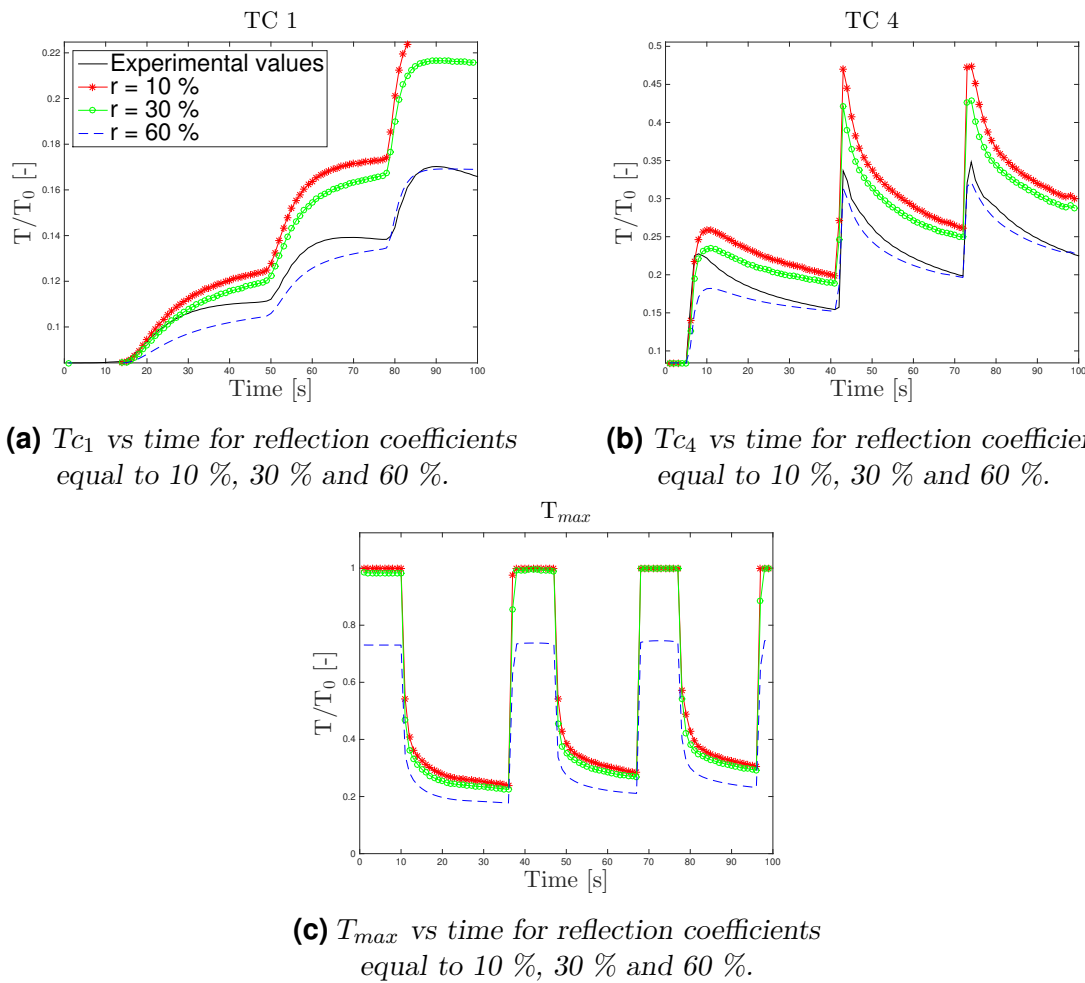 TC 1
TC 4
0.22
0.2
0.18
0.16
0.14
0.12
0.1
T/T₀ [-]
Experimental values
r = 10 %
r = 30 %
r = 60 %
0 10 20 30 40 50 60 70 80 90 100
Time [s]
0.5
0.45
0.4
0.35
0.3
0.25
0.2
0.15
0.1
T/T₀ [-]
0 10 20 30 40 50 60 70 80 90 100
Time [s]
(a) Tc₁ vs time for reflection coefficients
equal to 10 %, 30 % and 60 %.
(b) Tc₄ vs time for reflection coefficien
equal to 10 %, 30 % and 60 %.
Tmax
1
0.8
0.6
0.4
0.2
0
T/T₀ [-]
0 10 20 30 40 50 60 70 80 90 100
Time [s]
(c) Tmax vs time for reflection coefficients
equal to 10 %, 30 % and 60 %.